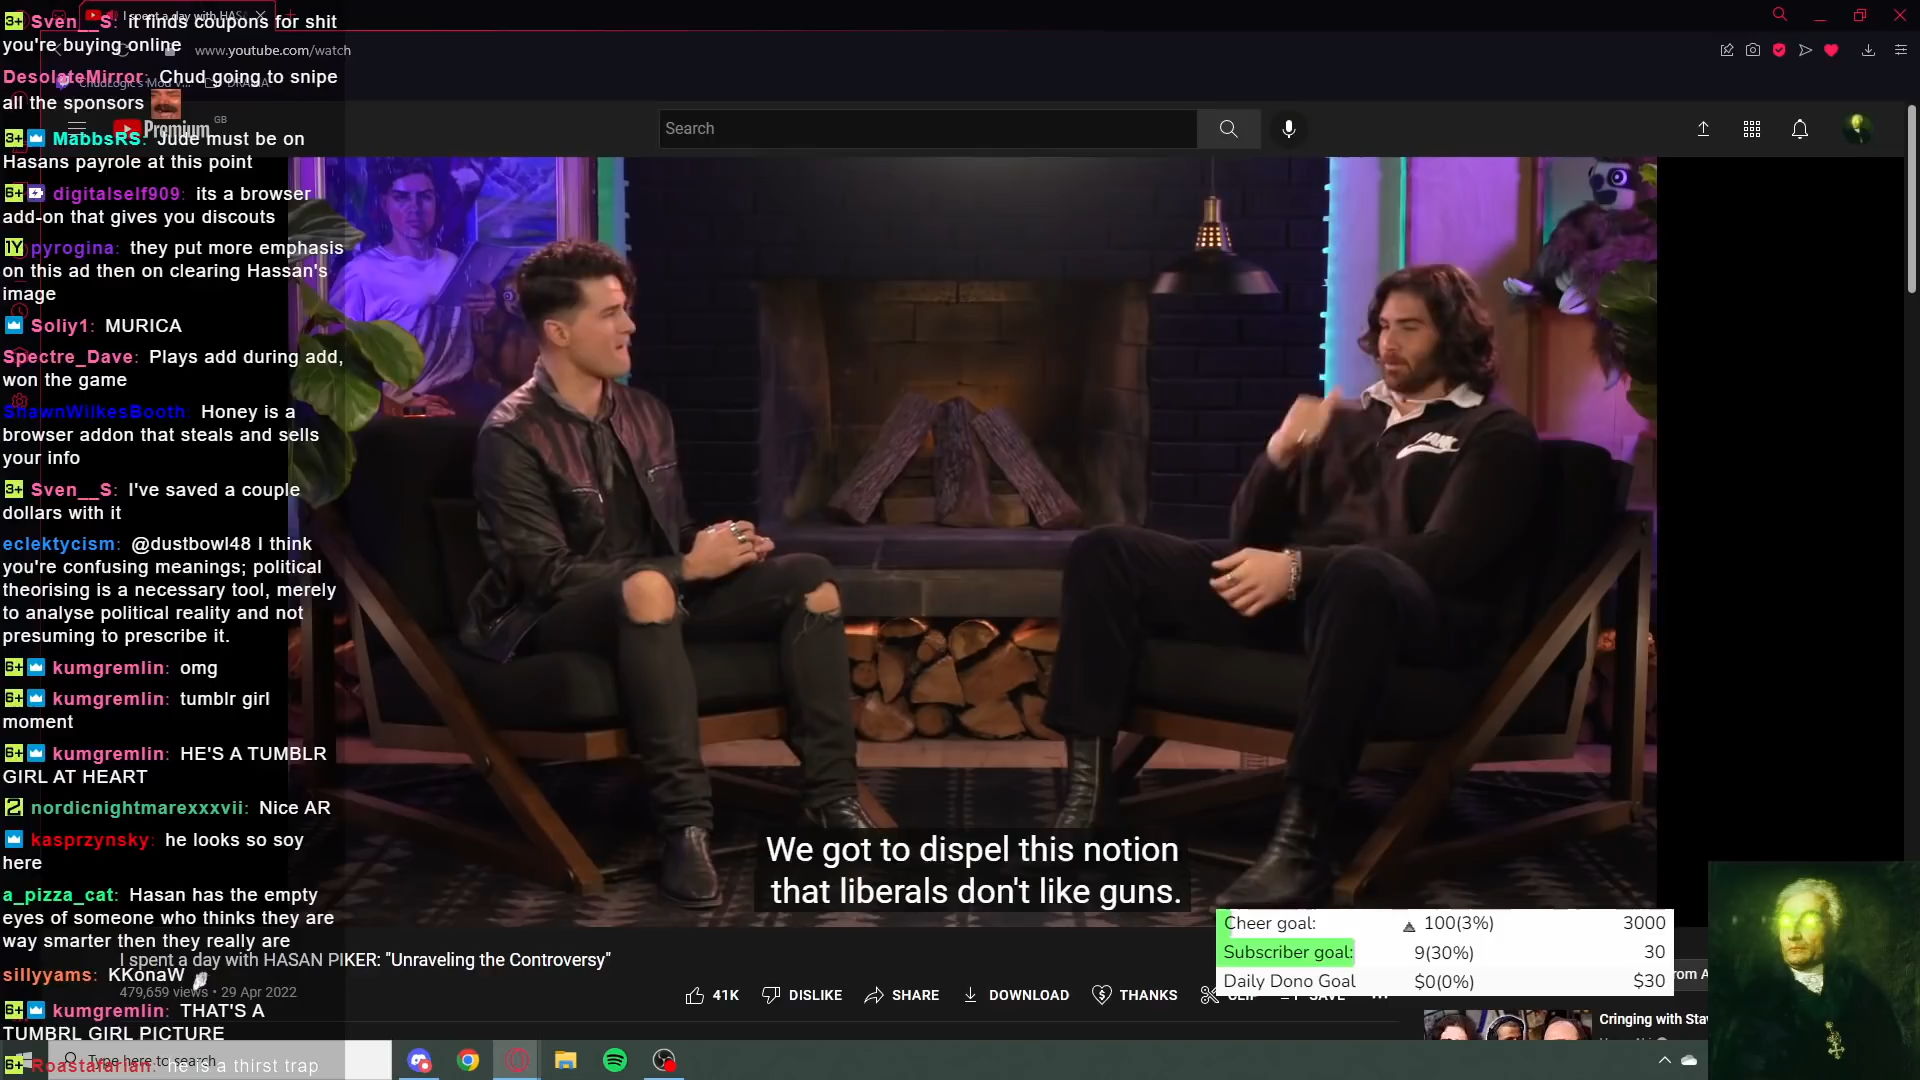 Sven__S: it finds coupons for shit
you're buying online
DesolateMirror: Chud going to snipe
all the sponsors
MabbsRS: Jude must be on
Hasans payrole at this point
digitalself909: its a browser
add-on that gives you discouts
pyrogina: they put more emphasis
on this ad then on clearing Hassan's
image
Soliy1: MURICA
Spectre_Dave: Plays add during add,
won the game
ShawnWilkesBooth: Honey is a
browser addon that steals and sells
your info
Sven__S: I've saved a couple
dollars with it
eclektycism: @dustbowl48 I think
you're confusing meanings; political
theorising is a necessary tool, merely
to analyse political reality and not
presuming to prescribe it.
kumgremlin: omg
kumgremlin: tumblr girl
moment
kumgremlin: HE'S A TUMBLR
GIRL AT HEART
nordicnightmarexxxvii: Nice AR
kasprzynsky: he looks so soy
here
a_pizza_cat: Hasan has the empty
eyes of someone who thinks they are
way smarter then they really are
sillyyams: KKonaW
kumgremlin: THAT'S A
TUMBRL GIRL PICTURE
Roastafarian: he is a thirst trap
I spent a day with HAS
www.youtube.com/watch
ChudLogic's Mod V... DRAMA
Premium GB
Search
We got to dispel this notion
that liberals don't like guns.
I spent a day with HASAN PIKER: "Unraveling the Controversy"
479,659 views • 29 Apr 2022
41K DISLIKE SHARE DOWNLOAD THANKS CLIP SAVE
Cheer goal: 100(3%) 3000
Subscriber goal: 9(30%) 30
Daily Dono Goal $0(0%) $30
Type here to search